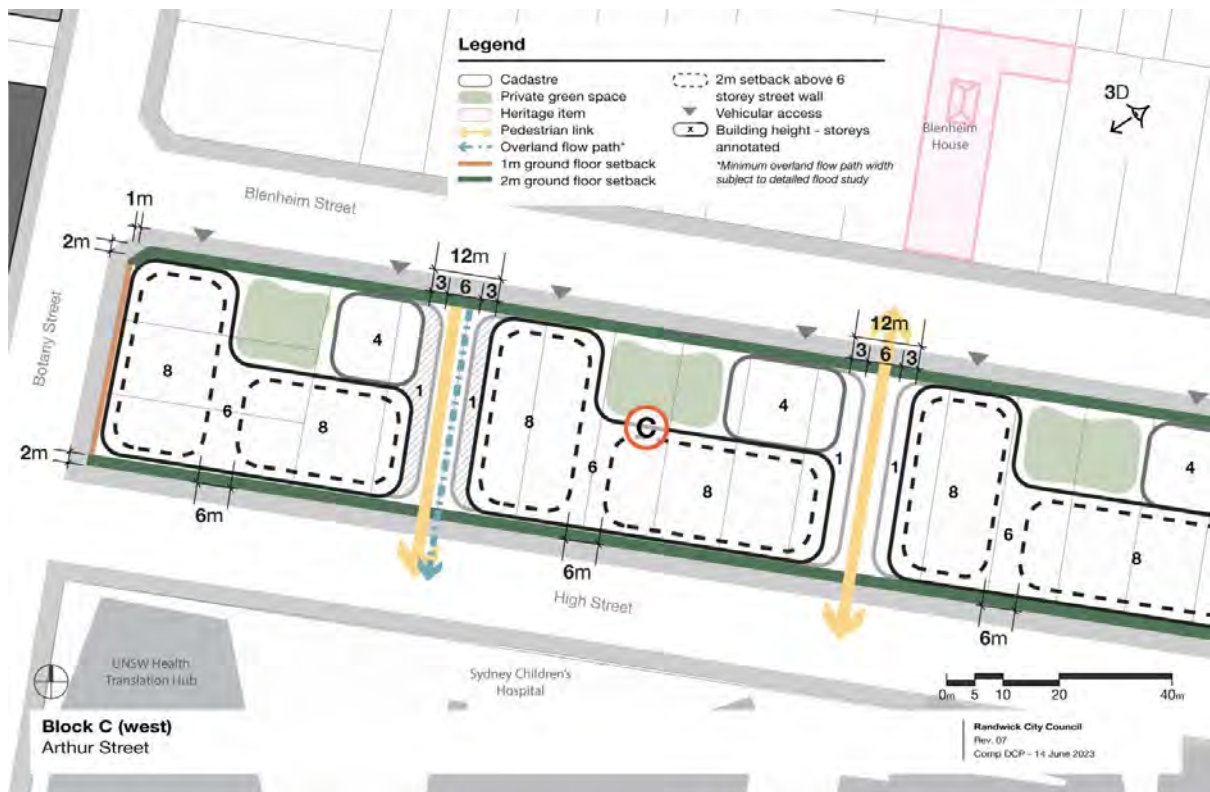 Legend
Cadastre
Private green space
Heritage item
Pedestrian link
Overland flow path*
1m ground floor setback
2m ground floor setback
2m setback above 6
storey street wall
Vehicular access
x
Building height - storeys
annotated
*Minimum overland flow path width
subject to detailed flood study
3D
Blenheim
House
Blenheim Street
1m
2m
12m
3 6 3
12m
3 6 3
Botany Street
8
6
8
4
1
1
8
6
8
4
1
1
8
6
8
4
C
2m
6m
6m
6m
High Street
UNSW Health
Translation Hub
Sydney Children's
Hospital
0m 5 10 20 40m
Block C (west)
Arthur Street
Randwick City Council
Rev. 07
Comp DCP - 14 June 2023